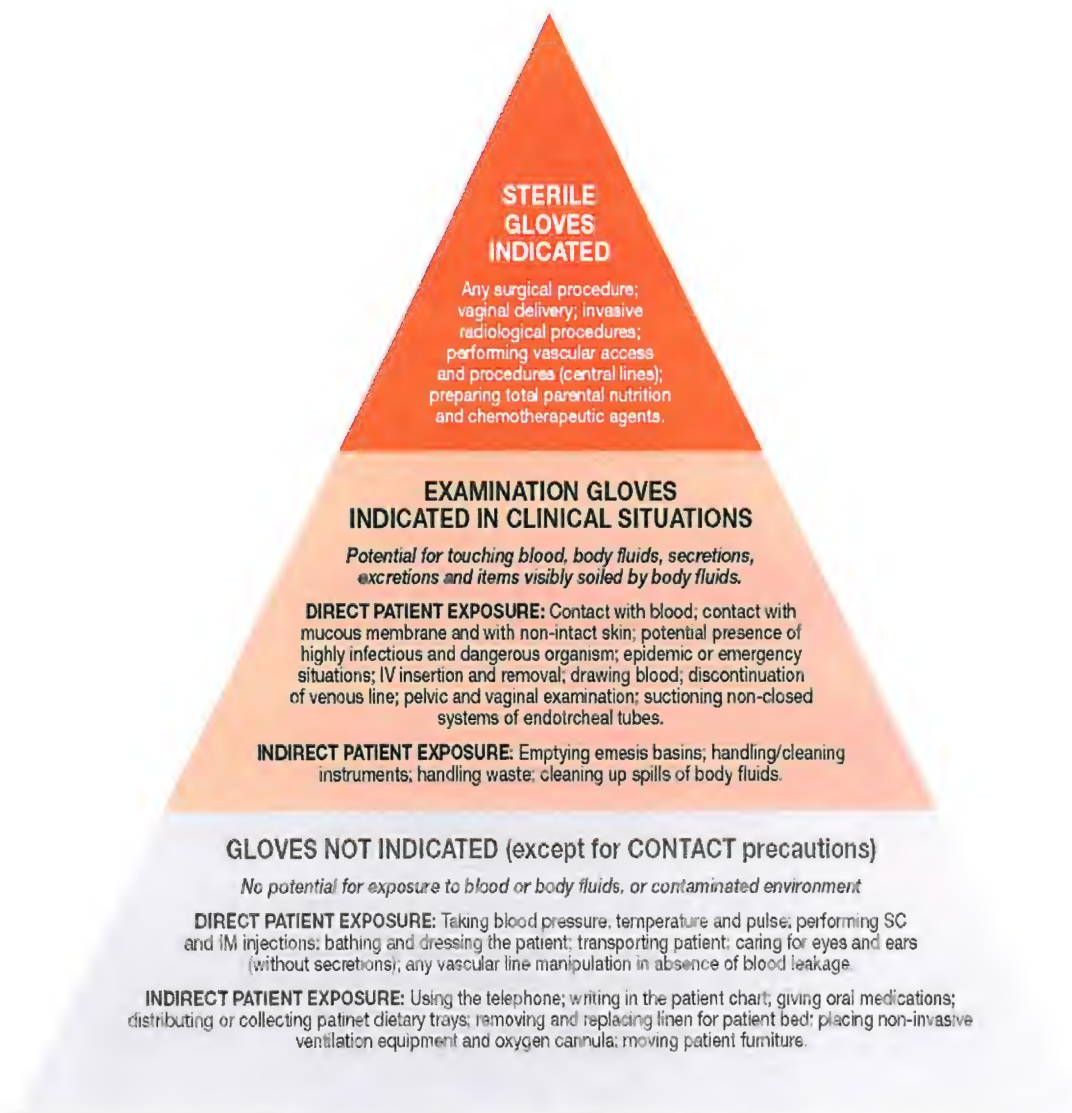 STERILE
GLOVES
INDICATED
Any surgical procedure;
vaginal delivery; invasive
radiological procedures;
performing vascular access
and procedures (central lines);
preparing total parental nutrition
and chemotherapeutic agents.
EXAMINATION GLOVES
INDICATED IN CLINICAL SITUATIONS
Potential for touching blood, body fluids, secretions,
excretions and items visibly soiled by body fluids.
DIRECT PATIENT EXPOSURE: Contact with blood; contact with
mucous membrane and with non-intact skin; potential presence of
highly infectious and dangerous organism; epidemic or emergency
situations; IV insertion and removal; drawing blood; discontinuation
of venous line; pelvic and vaginal examination; suctioning non-closed
systems of endotrcheal tubes.
INDIRECT PATIENT EXPOSURE: Emptying emesis basins; handling/cleaning
instruments; handling waste; cleaning up spills of body fluids.
GLOVES NOT INDICATED (except for CONTACT precautions)
No potential for exposure to blood or body fluids, or contaminated environment
DIRECT PATIENT EXPOSURE: Taking blood pressure, temperature and pulse; performing SC
and IM injections; bathing and dressing the patient; transporting patient; caring for eyes and ears
(without secretions); any vascular line manipulation in absence of blood leakage.
INDIRECT PATIENT EXPOSURE: Using the telephone; writing in the patient chart; giving oral medications;
distributing or collecting patinet dietary trays; removing and replacing linen for patient bed; placing non-invasive
ventilation equipment and oxygen cannula; moving patient furniture.